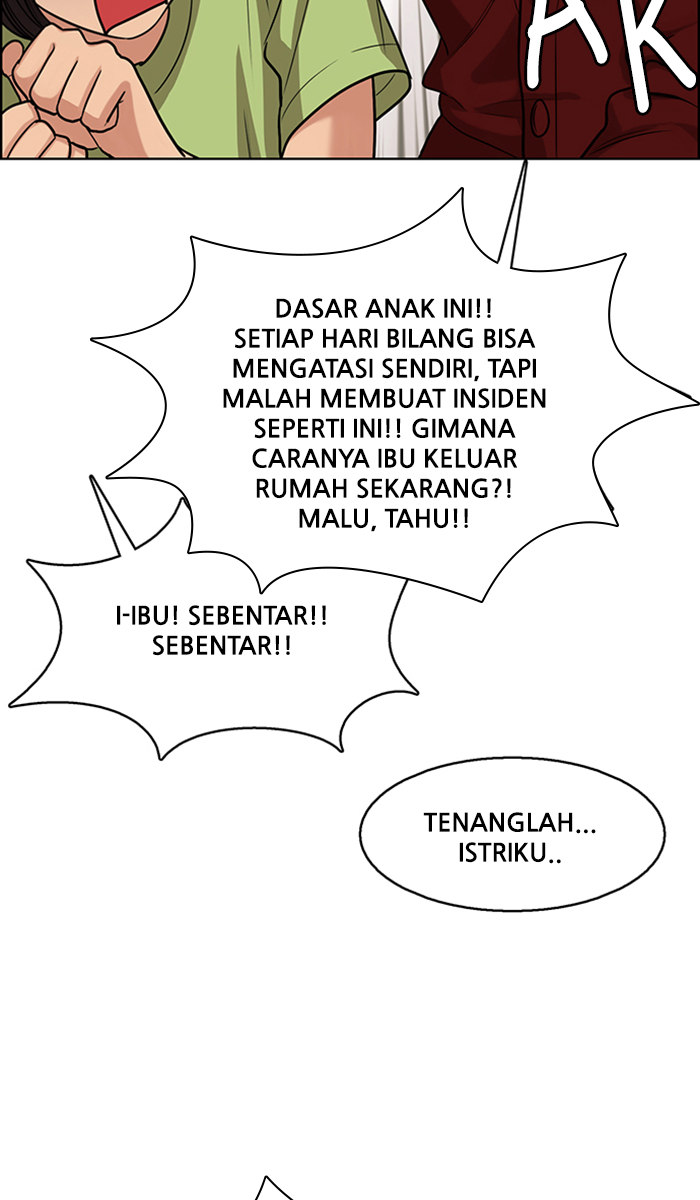 AK
DASAR ANAK INI!!
SETIAP HARI BILANG BISA
MENGATASI SENDIRI, TAPI
MALAH MEMBUAT INSIDEN
SEPERTI INI!! GIMANA
CARANYA IBU KELUAR
RUMAH SEKARANG?!
MALU, TAHU!!
I-IBU! SEBENTAR!!
SEBENTAR!!
TENANGLAH...
ISTRIKU..